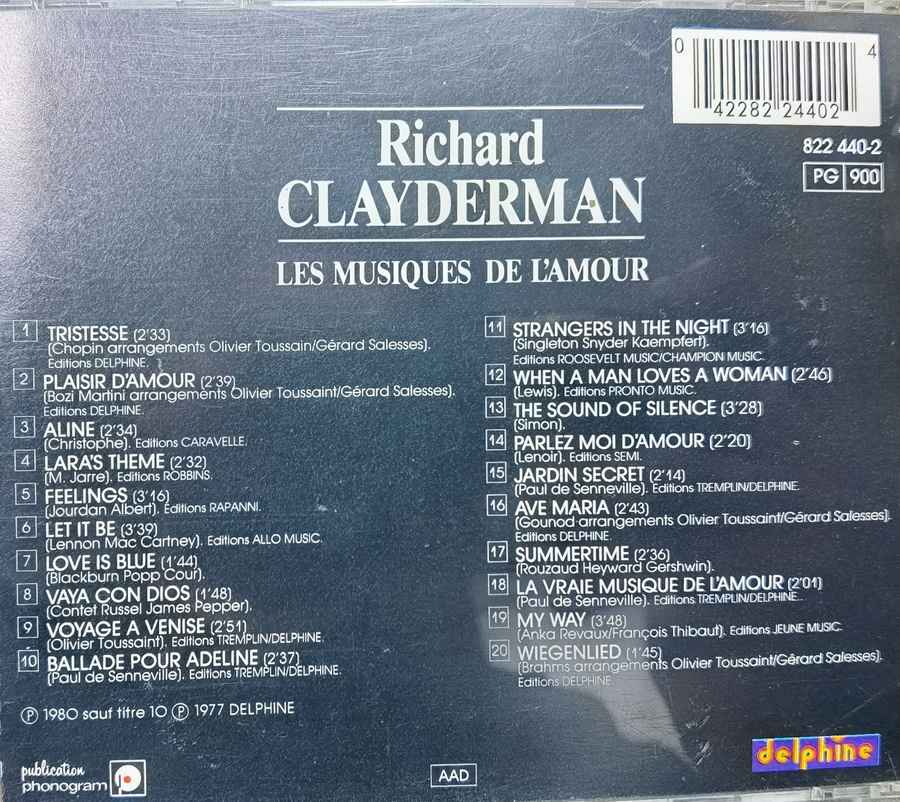 0 42282 24402 4
822 440-2
PG 900
Richard
CLAYDERMAN
LES MUSIQUES DE L'AMOUR
1 TRISTESSE (2'33)
(Chopin arrangements Olivier Toussain/Gérard Salesses).
Editions DELPHINE.
2 PLAISIR D'AMOUR (2'39)
(Bozi Martini arrangements Olivier Toussaint/Gérard Salesses).
Editions DELPHINE.
3 ALINE (2'34)
(Christophe). Editions CARAVELLE.
4 LARA'S THEME (2'32)
(M. Jarre). Editions ROBBINS.
5 FEELINGS (3'16)
(Jourdan Albert). Editions RAPANNI.
6 LET IT BE (3'39)
(Lennon Mac Cartney). Editions ALLO MUSIC.
7 LOVE IS BLUE (1'44)
(Blackburn Popp Cour).
8 VAYA CON DIOS (1'48)
(Contet Russel James Pepper).
9 VOYAGE A VENISE (2'51)
(Olivier Toussaint). Editions TREMPLIN/DELPHINE.
10 BALLADE POUR ADELINE (2'37)
(Paul de Senneville). Editions TREMPLIN/DELPHINE.
11 STRANGERS IN THE NIGHT (3'16)
(Singleton Snyder Kaempfert).
Editions ROOSEVELT MUSIC/CHAMPION MUSIC.
12 WHEN A MAN LOVES A WOMAN (2'46)
(Lewis). Editions PRONTO MUSIC.
13 THE SOUND OF SILENCE (3'28)
(Simon).
14 PARLEZ MOI D'AMOUR (2'20)
(Lenoir). Editions SEMI.
15 JARDIN SECRET (2'14)
(Paul de Senneville). Editions TREMPLIN/DELPHINE.
16 AVE MARIA (2'43)
(Gounod arrangements Olivier Toussaint/Gérard Salesses).
Editions DELPHINE.
17 SUMMERTIME (2'36)
(Rouzaud Heyward Gershwin).
18 LA VRAIE MUSIQUE DE L'AMOUR (2'01)
(Paul de Senneville). Editions TREMPLIN/DELPHINE.
19 MY WAY (3'48)
(Anka Revaux/François Thibaut). Editions JEUNE MUSIC.
20 WIEGENLIED (1'45)
(Brahms arrangements Olivier Toussaint/Gérard Salesses).
Editions DELPHINE.
Ⓟ 1980 sauf titre 10 Ⓟ 1977 DELPHINE
publication
phonogram
AAD
delphine